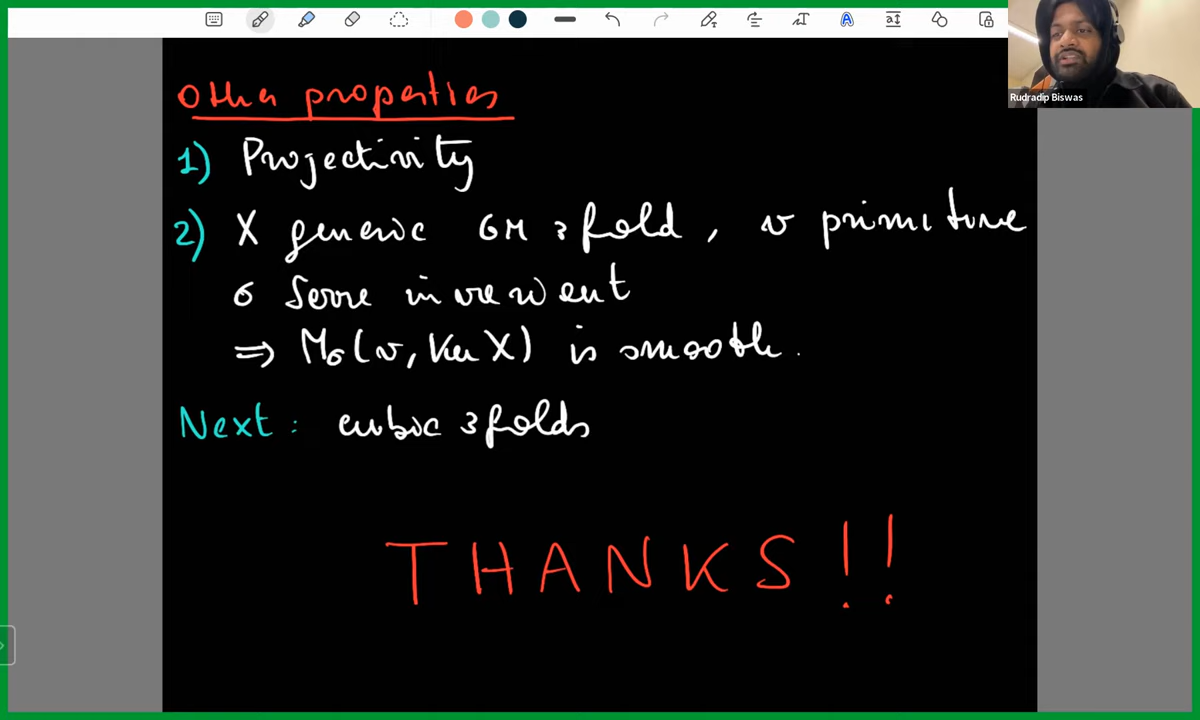 Rudradip Biswas
Other properties
1) Projectivity
2) X generic GM 3fold, v primitive
σ Serre invariant
⇒ Mσ(v, Ku X) is smooth.
Next: cubic 3folds
THANKS!!